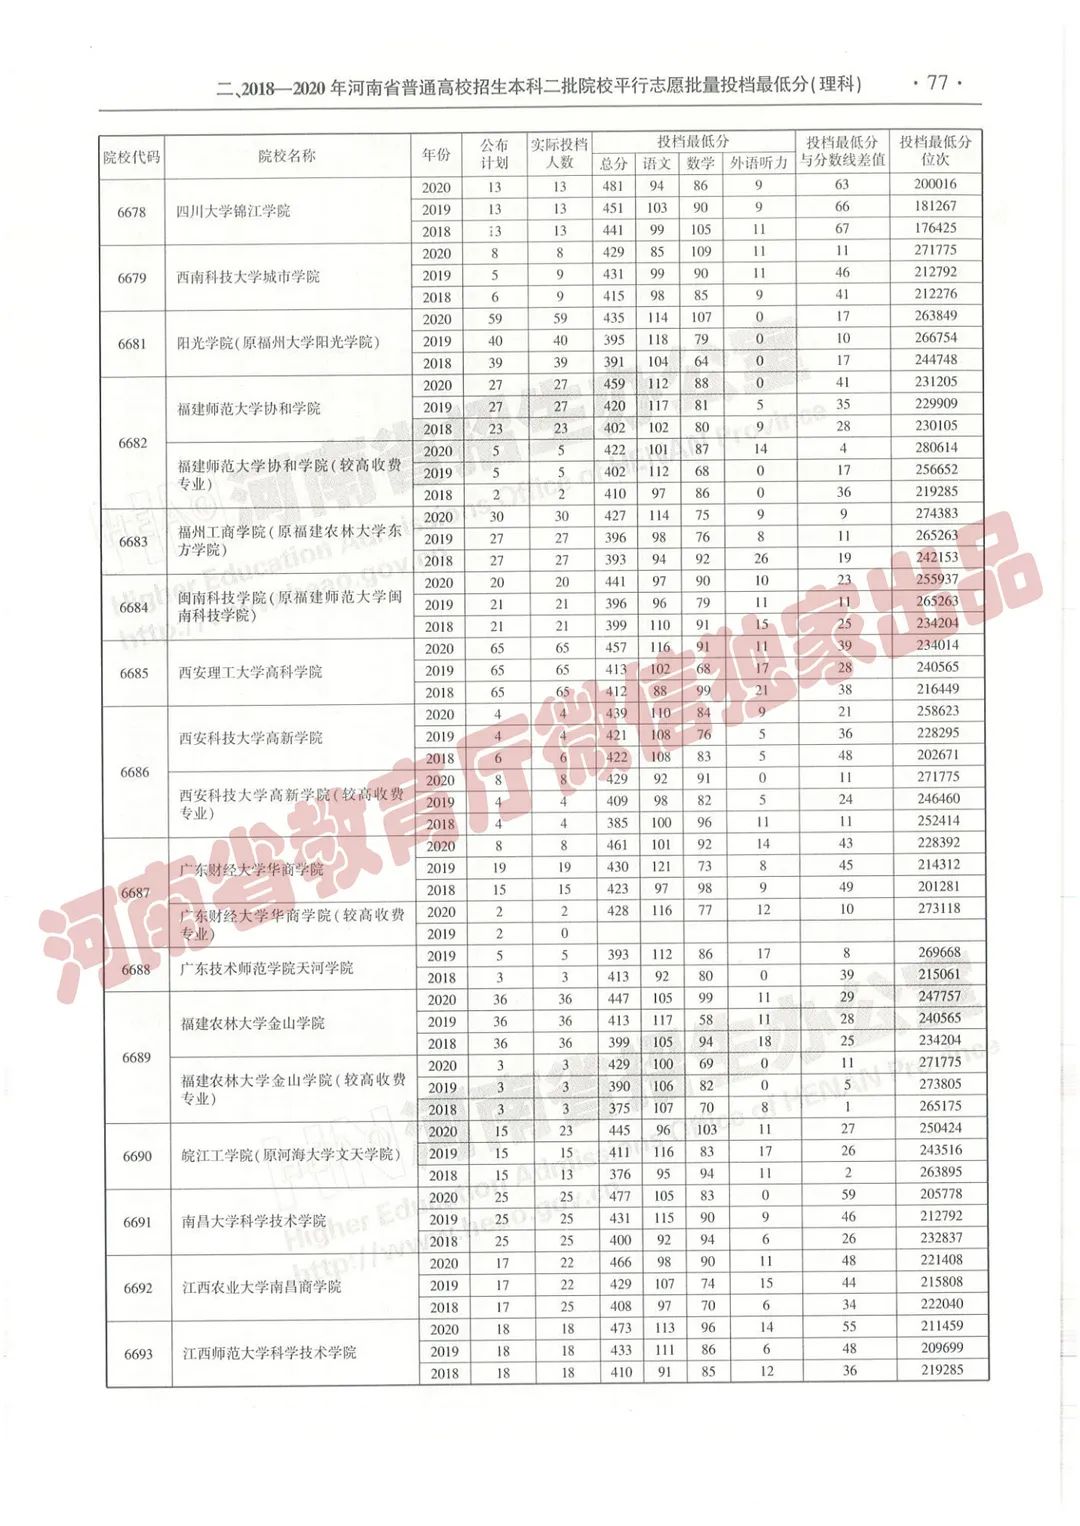 二、2018—2020年河南省普通高校招生本科二批院校平行志愿批量投档最低分(理科) ·77·
院校代码 院校名称 年份 公布计划 实际投档人数 投档最低分 投档最低分与分数线差值 投档最低分位次
总分 语文 数学 外语听力
6678 四川大学锦江学院 2020 13 13 481 94 86 9 63 200016
2019 13 13 451 103 90 9 66 181267
2018 13 13 441 99 105 11 67 176425
6679 西南科技大学城市学院 2020 8 8 429 85 109 11 11 271775
2019 5 9 431 99 90 11 46 212792
2018 6 9 415 98 85 9 41 212276
6681 阳光学院(原福州大学阳光学院) 2020 59 59 435 114 107 0 17 263849
2019 40 40 395 118 79 0 10 266754
2018 39 39 391 104 64 0 17 244748
6682 福建师范大学协和学院 2020 27 27 459 112 88 0 41 231205
2019 27 27 420 117 81 5 35 229909
2018 23 23 402 102 80 9 28 230105
福建师范大学协和学院(较高收费专业) 2020 5 5 422 101 87 14 4 280614
2019 5 5 402 112 68 0 17 256652
2018 2 2 410 97 86 0 36 219285
6683 福州工商学院(原福建农林大学东方学院) 2020 30 30 427 114 75 9 9 274383
2019 27 27 396 98 76 8 11 265263
2018 27 27 393 94 92 26 19 242153
6684 闽南科技学院(原福建师范大学闽南科技学院) 2020 20 20 441 97 90 10 23 255937
2019 21 21 396 96 79 11 11 265263
2018 21 21 399 110 91 15 25 234204
6685 西安理工大学高科学院 2020 65 65 457 116 91 11 39 234014
2019 65 65 413 102 68 17 28 240565
2018 65 65 412 88 99 21 38 216449
6686 西安科技大学高新学院 2020 4 4 439 110 84 9 21 258623
2019 4 4 421 108 76 5 36 228295
2018 6 6 422 108 83 5 48 202671
西安科技大学高新学院(较高收费专业) 2020 8 8 429 92 91 0 11 271775
2019 4 4 409 98 82 5 24 246460
2018 4 4 385 100 96 11 11 252414
6687 广东财经大学华商学院 2020 8 8 461 101 92 14 43 228392
2019 19 19 430 121 73 8 45 214312
2018 15 15 423 97 98 9 49 201281
广东财经大学华商学院(较高收费专业) 2020 2 2 428 116 77 12 10 273118
2019 2 0
6688 广东技术师范学院天河学院 2019 5 5 393 112 86 17 8 269668
2018 3 3 413 92 80 0 39 215061
6689 福建农林大学金山学院 2020 36 36 447 105 99 11 29 247757
2019 36 36 413 117 58 11 28 240565
2018 36 36 399 105 94 18 25 234204
福建农林大学金山学院(较高收费专业) 2020 3 3 429 100 69 0 11 271775
2019 3 3 390 106 82 0 5 273805
2018 3 3 375 107 70 8 1 265175
6690 皖江工学院(原河海大学文天学院) 2020 15 23 445 96 103 11 27 250424
2019 15 15 411 116 83 17 26 243516
2018 15 13 376 95 94 11 2 263895
6691 南昌大学科学技术学院 2020 25 25 477 105 83 0 59 205778
2019 25 25 431 115 90 9 46 212792
2018 25 25 400 92 94 6 26 232837
6692 江西农业大学南昌商学院 2020 17 22 466 98 90 11 48 221408
2019 17 22 429 107 74 15 44 215808
2018 17 25 408 97 70 6 34 222040
6693 江西师范大学科学技术学院 2020 18 18 473 113 96 14 55 211459
2019 18 18 433 111 86 6 48 209699
2018 18 18 410 91 85 12 36 219285
河南省教育厅微信独家出品